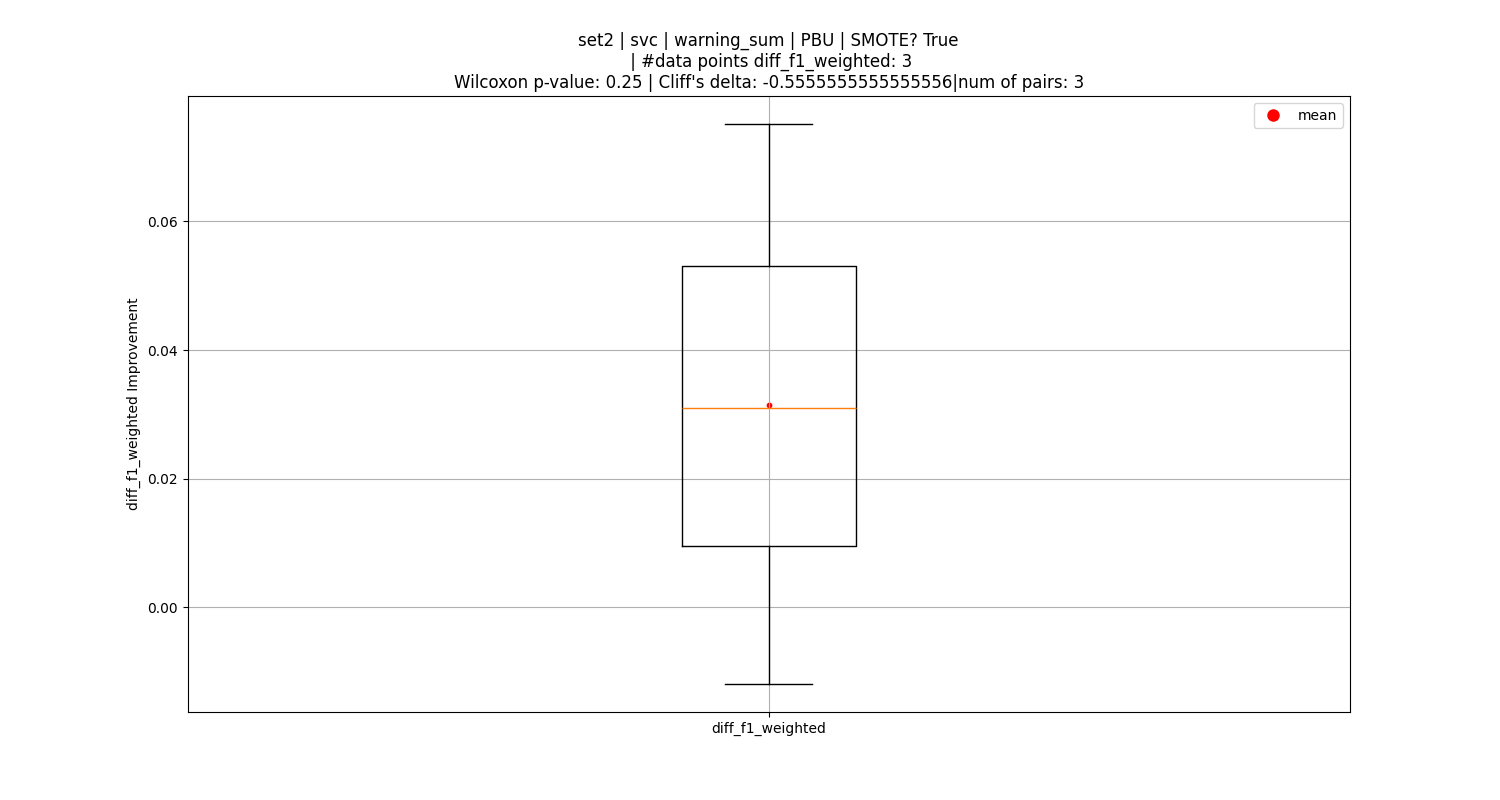 set2 | svc | warning_sum | PBU | SMOTE? True
| #data points diff_f1_weighted: 3
Wilcoxon p-value: 0.25 | Cliff's delta: -0.5555555555555556|num of pairs: 3
mean
0.06
0.04
0.02
0.00
diff_f1_weighted Improvement
diff_f1_weighted